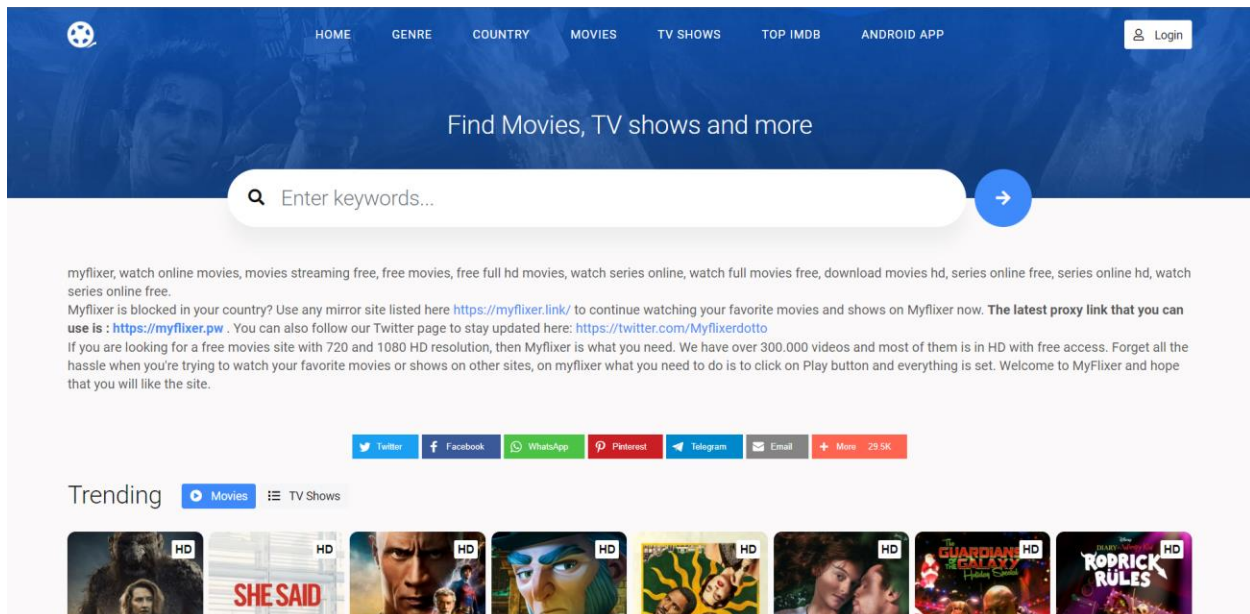 HOME GENRE COUNTRY MOVIES TV SHOWS TOP IMDB ANDROID APP Login
Find Movies, TV shows and more
Enter keywords...
myflixer, watch online movies, movies streaming free, free movies, free full hd movies, watch series online, watch full movies free, download movies hd, series online free, series online hd, watch
series online free.
Myflixer is blocked in your country? Use any mirror site listed here https://myflixer.link/ to continue watching your favorite movies and shows on Myflixer now. The latest proxy link that you can
use is : https://myflixer.pw . You can also follow our Twitter page to stay updated here: https://twitter.com/Myflixerdotto
If you are looking for a free movies site with 720 and 1080 HD resolution, then Myflixer is what you need. We have over 300.000 videos and most of them is in HD with free access. Forget all the
hassle when you're trying to watch your favorite movies or shows on other sites, on myflixer what you need to do is to click on Play button and everything is set. Welcome to MyFlixer and hope
that you will like the site.
Twitter Facebook WhatsApp Pinterest Telegram Email More 29.5K
Trending Movies TV Shows
HD HD HD HD HD HD HD HD
SHE SAID
The GUARDIANS of the GALAXY Holiday Special
Disney DIARY of a Wimpy Kid RODRICK RULES